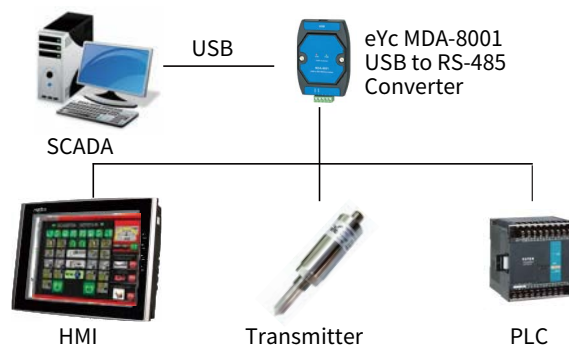 USB
eYc MDA-8001
USB to RS-485
Converter
SCADA
HMI
Transmitter
PLC